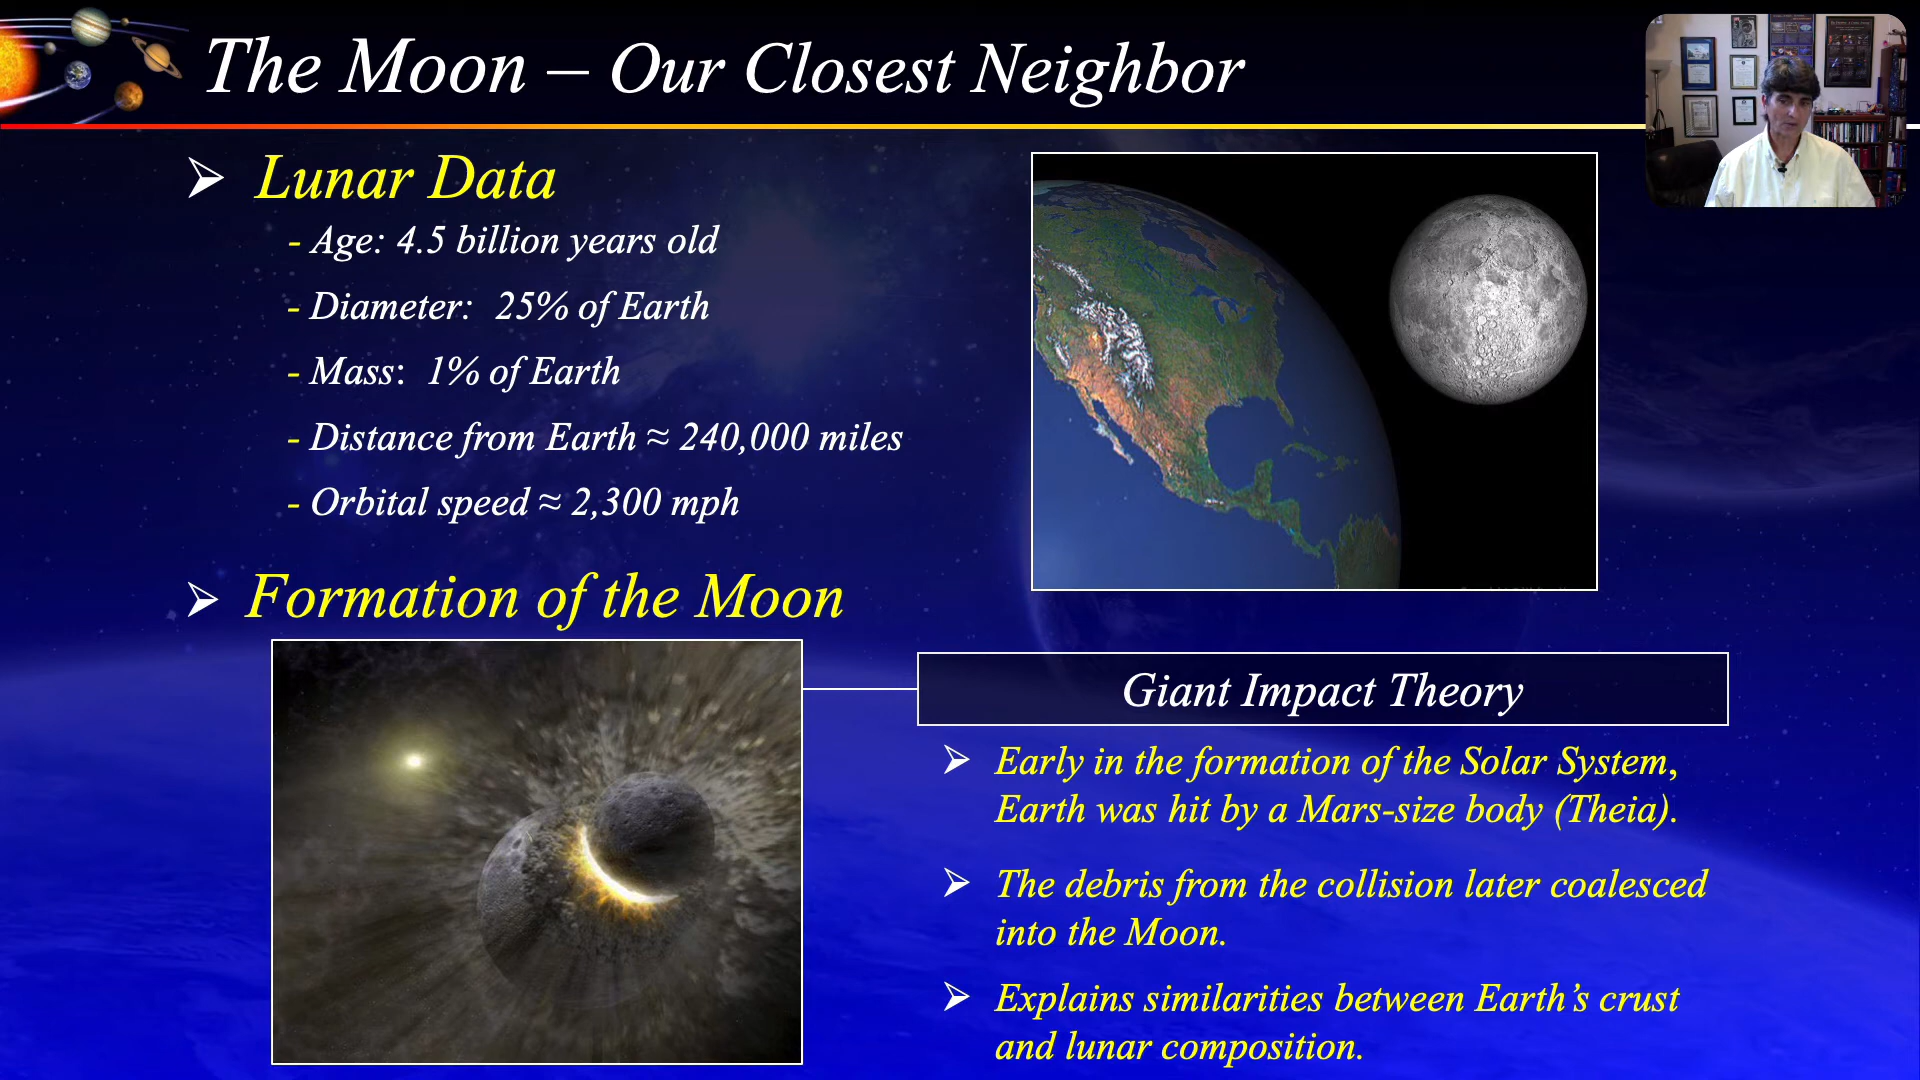 The Moon – Our Closest Neighbor
➢ Lunar Data
- Age: 4.5 billion years old
- Diameter: 25% of Earth
- Mass: 1% of Earth
- Distance from Earth ≈ 240,000 miles
- Orbital speed ≈ 2,300 mph
➢ Formation of the Moon
Giant Impact Theory
➢ Early in the formation of the Solar System,
Earth was hit by a Mars-size body (Theia).
➢ The debris from the collision later coalesced
into the Moon.
➢ Explains similarities between Earth’s crust
and lunar composition.